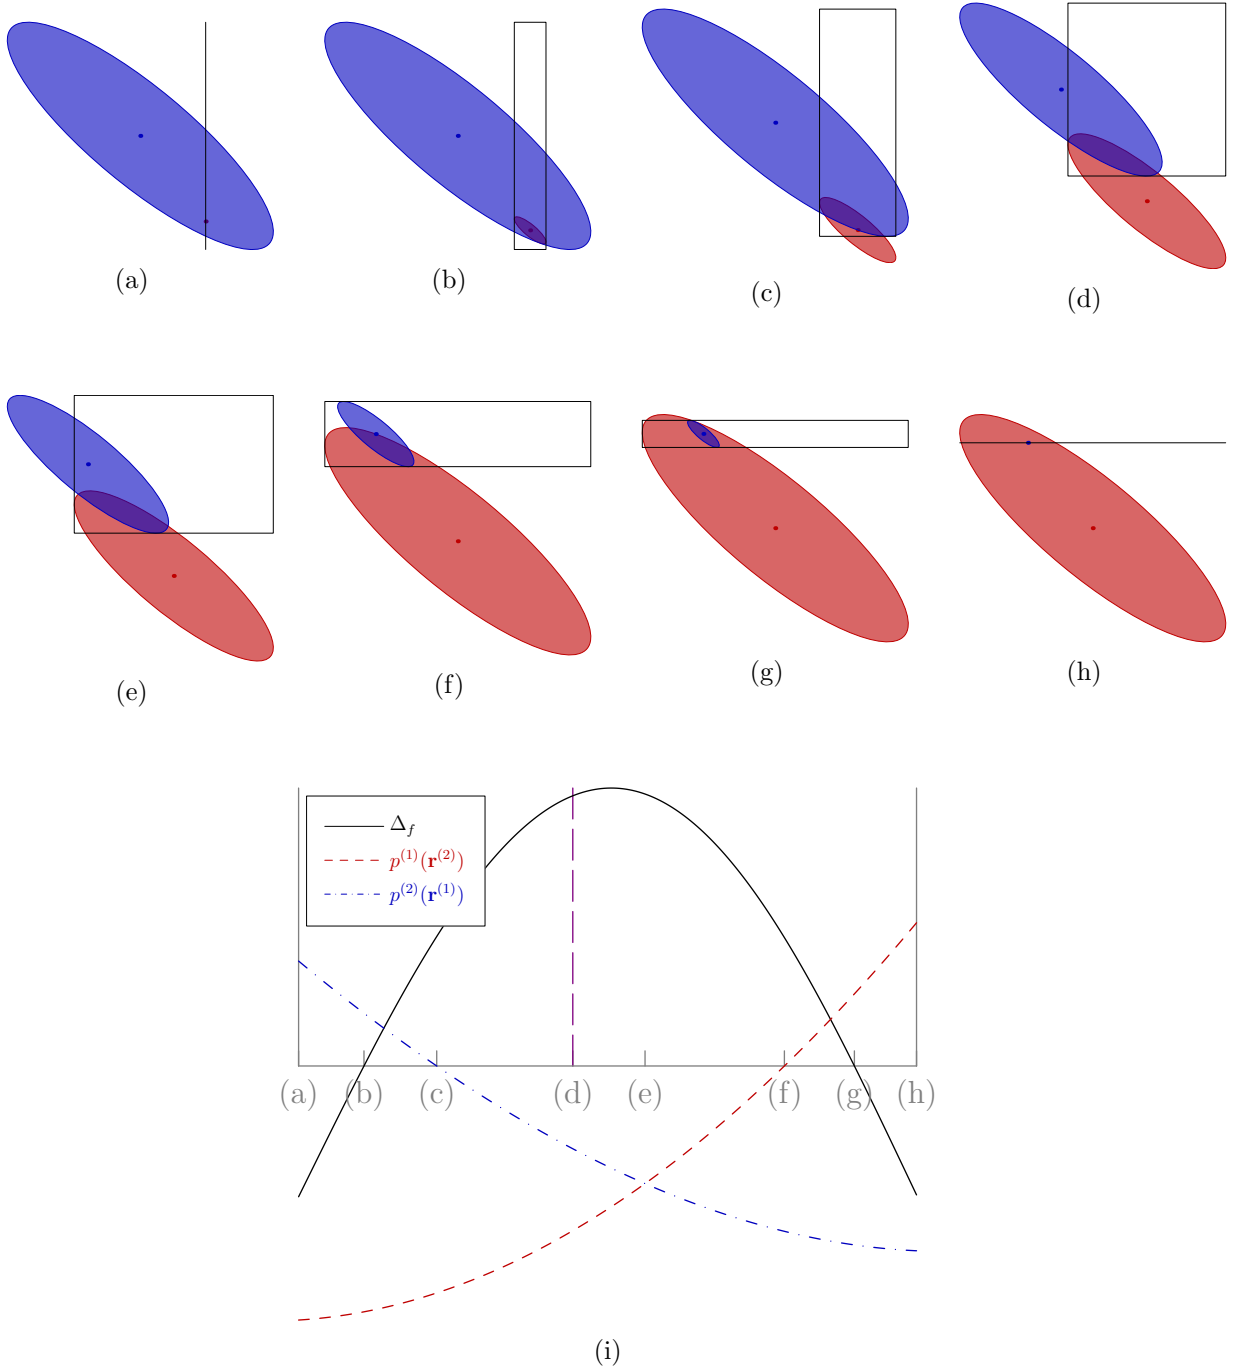 (a)
(b)
(c)
(d)
(e)
(f)
(g)
(h)
Δ_f
p^{(1)}(𝐫^{(2)})
p^{(2)}(𝐫^{(1)})
(a) (b) (c) (d) (e) (f) (g) (h)
(i)